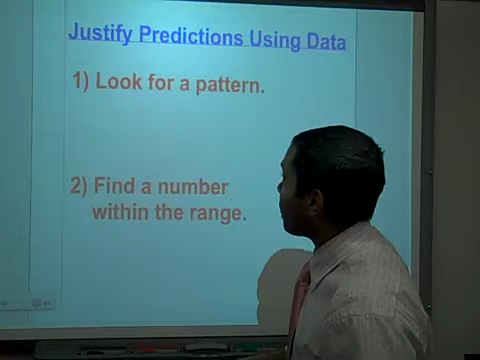 Justify Predictions Using Data
1) Look for a pattern.
2) Find a number
within the range.